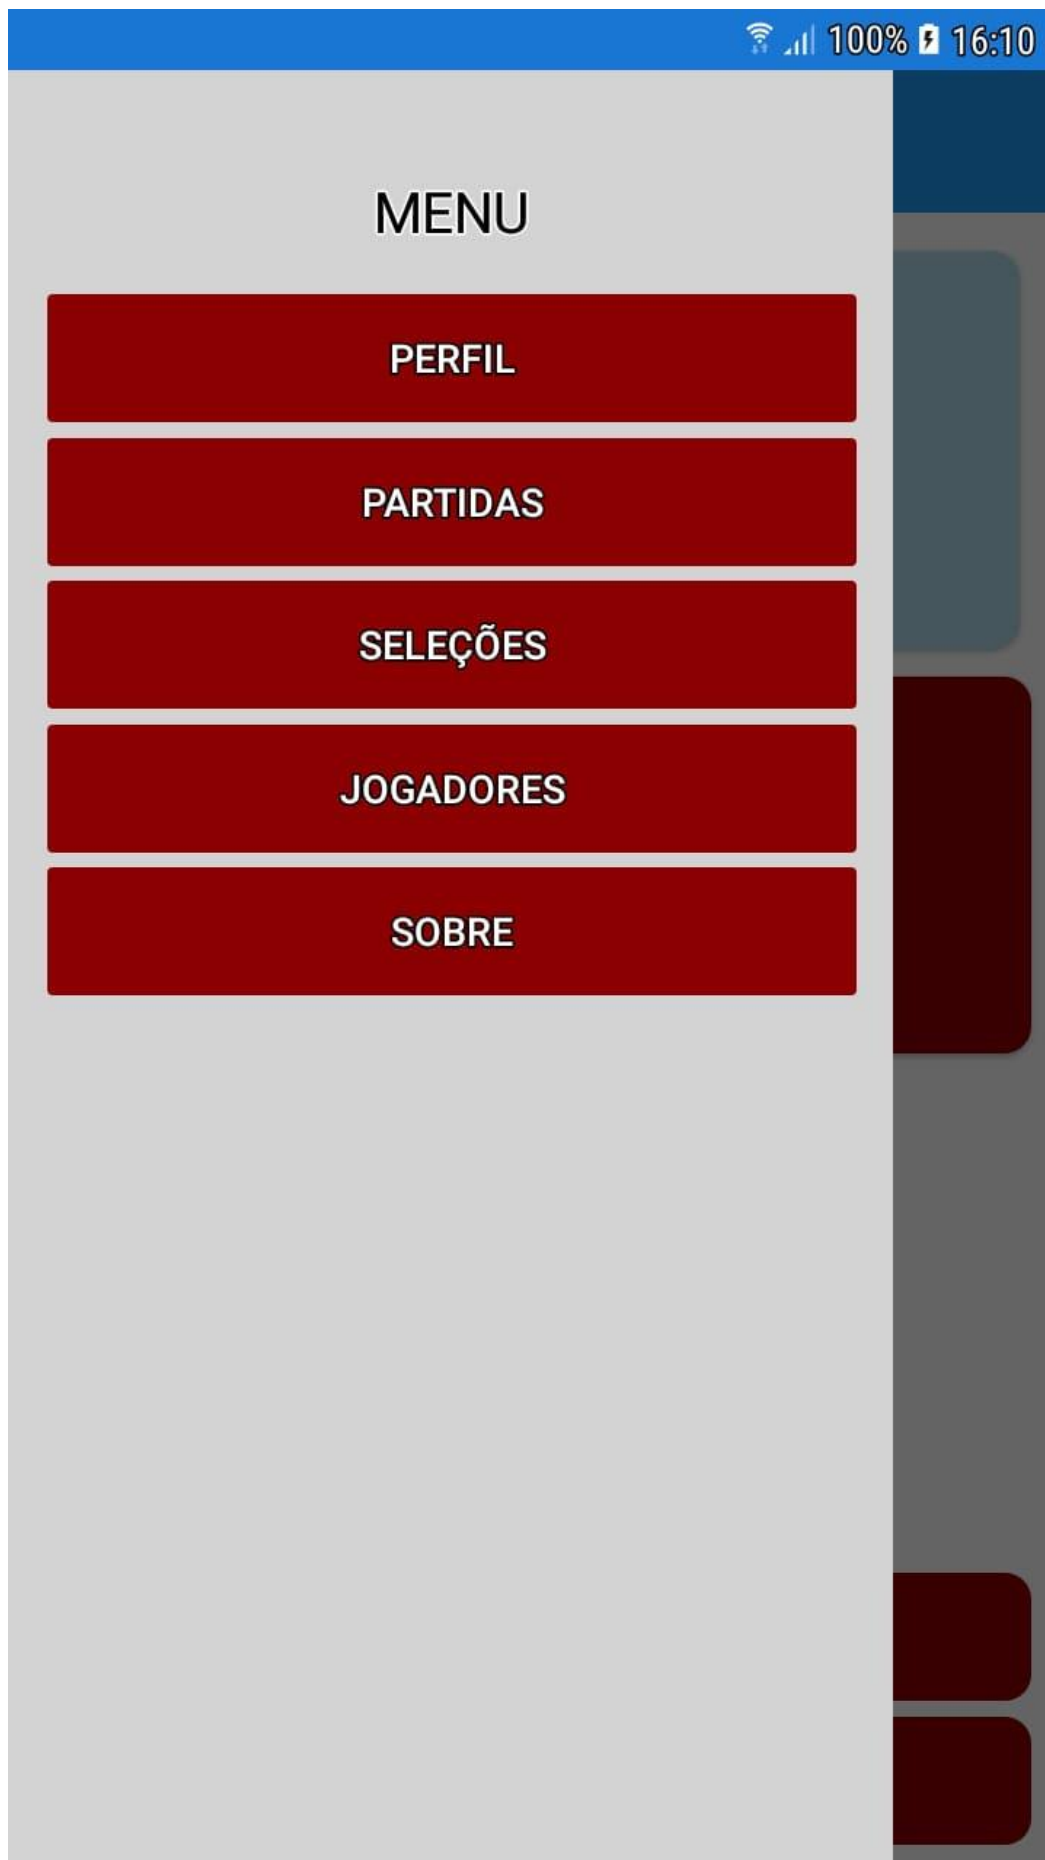 100% 16:10
MENU
PERFIL
PARTIDAS
SELEÇÕES
JOGADORES
SOBRE